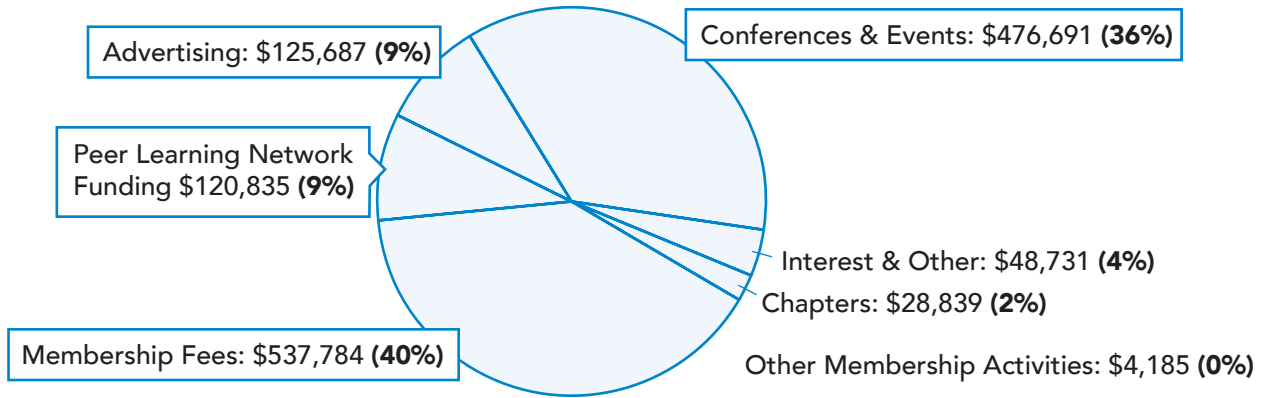 Conferences & Events: $476,691 (36%)
Advertising: $125,687 (9%)
Peer Learning Network
Funding $120,835 (9%)
Interest & Other: $48,731 (4%)
Chapters: $28,839 (2%)
Membership Fees: $537,784 (40%)
Other Membership Activities: $4,185 (0%)